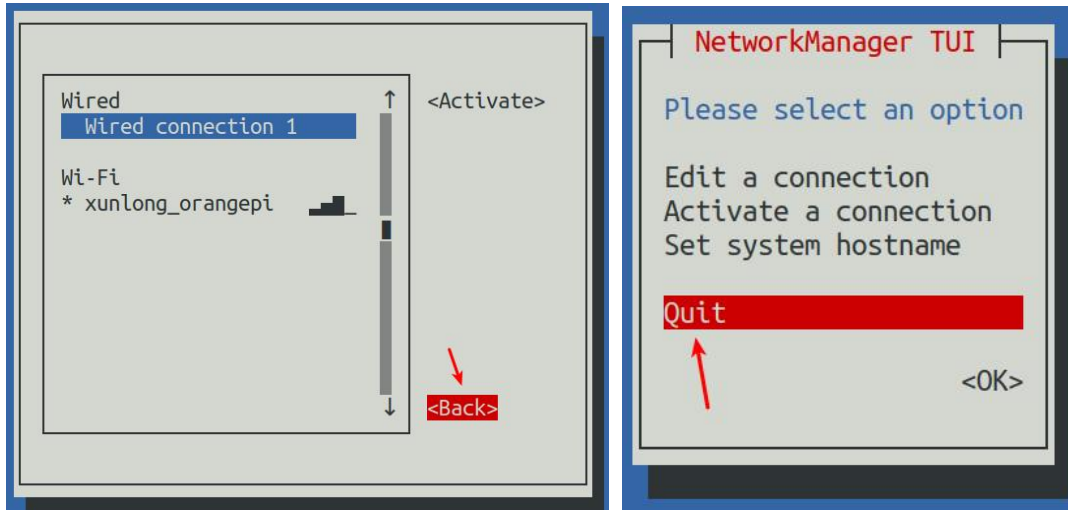 Wired ↑ <Activate>
Wired connection 1
Wi-Fi
* xunlong_orangepi
↓ <Back>
NetworkManager TUI
Please select an option
Edit a connection
Activate a connection
Set system hostname
Quit
<OK>